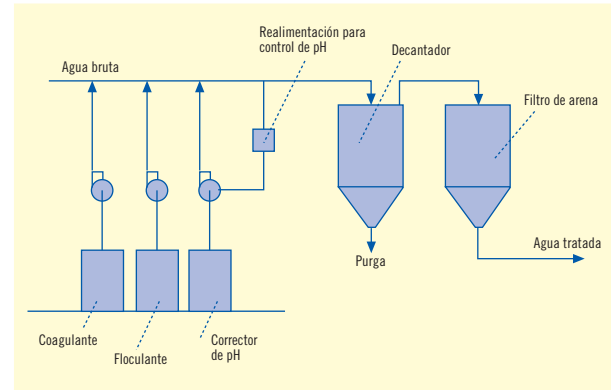 Realimentación para
control de pH
Decantador
Agua bruta
Filtro de arena
Agua tratada
Purga
Coagulante
Floculante
Corrector
de pH